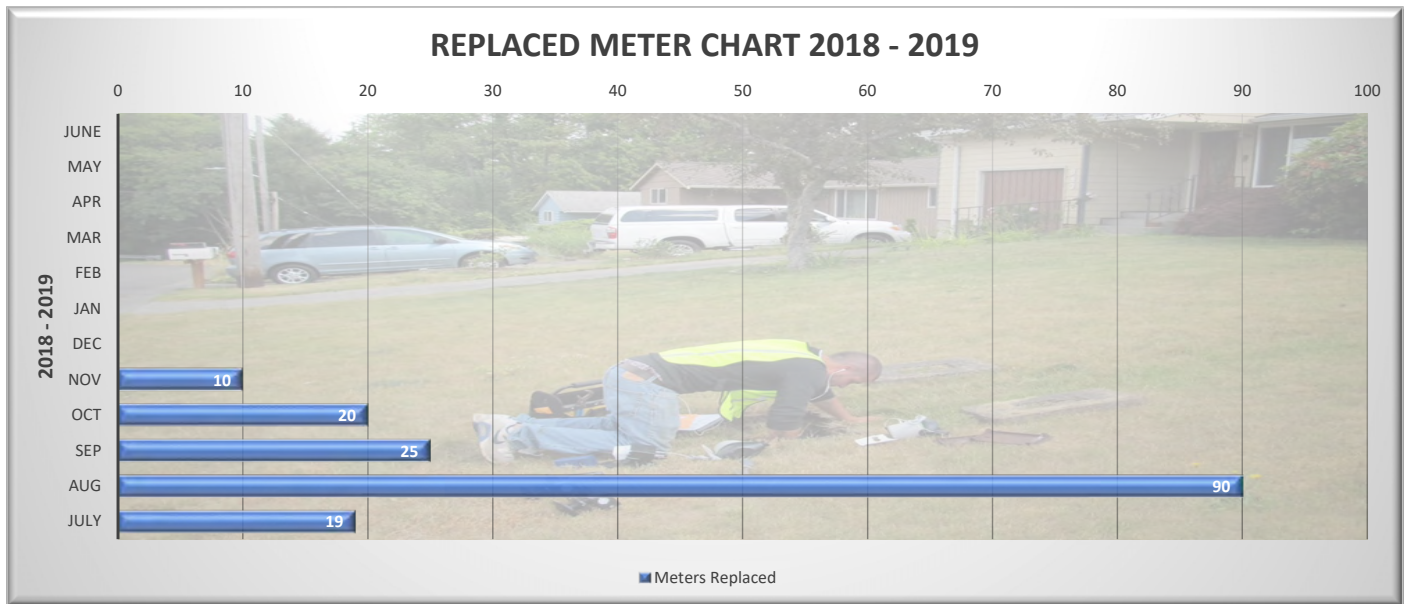 REPLACED METER CHART 2018 - 2019
0 10 20 30 40 50 60 70 80 90 100
2018 - 2019
JUNE
MAY
APR
MAR
FEB
JAN
DEC
NOV 10
OCT 20
SEP 25
AUG 90
JULY 19
Meters Replaced